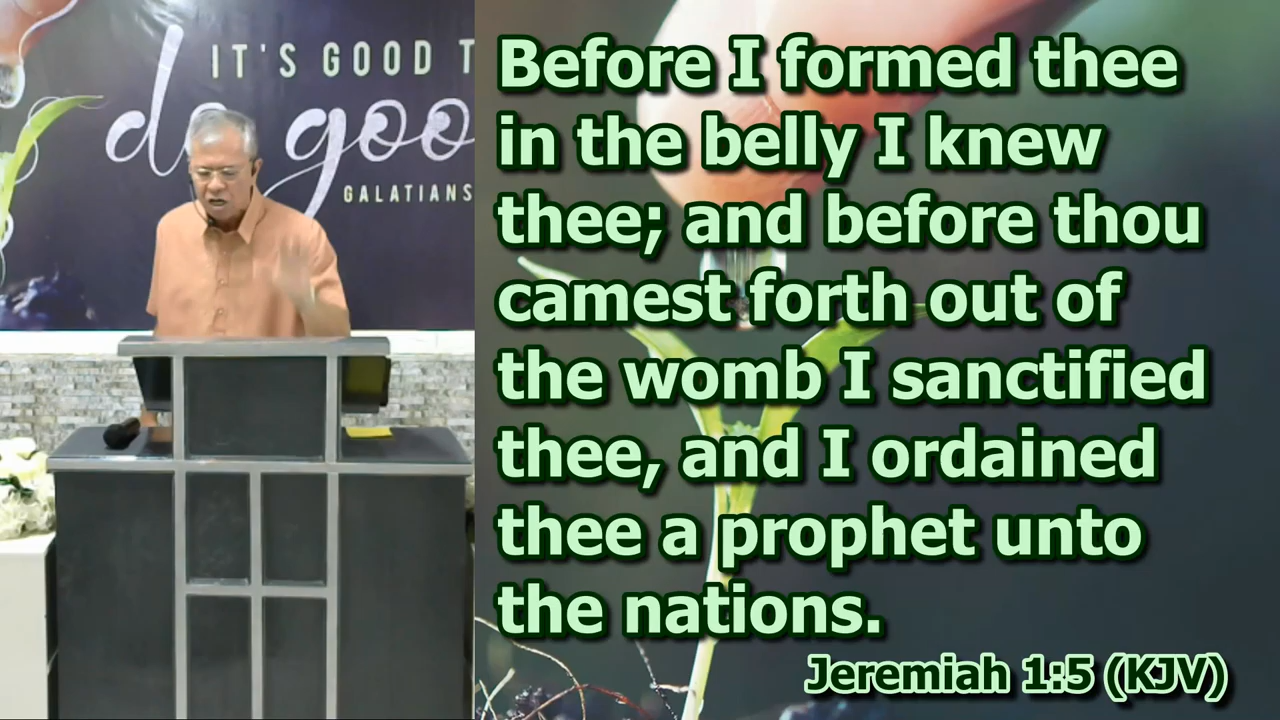 IT'S GOOD T
do goo
GALATIANS
Before I formed thee
in the belly I knew
thee; and before thou
camest forth out of
the womb I sanctified
thee, and I ordained
thee a prophet unto
the nations.
Jeremiah 1:5 (KJV)